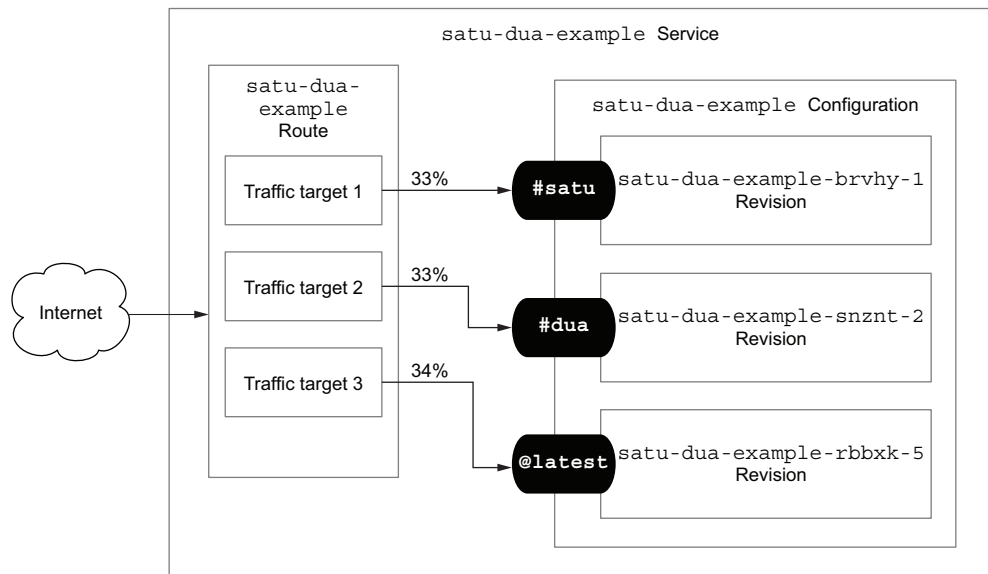 satu-dua-example Service
satu-dua-
example
Route
satu-dua-example Configuration
Traffic target 1
33%
#satu
satu-dua-example-brvhy-1
Revision
Traffic target 2
33%
#dua
satu-dua-example-snznt-2
Revision
Internet
Traffic target 3
34%
@latest
satu-dua-example-rbbxk-5
Revision